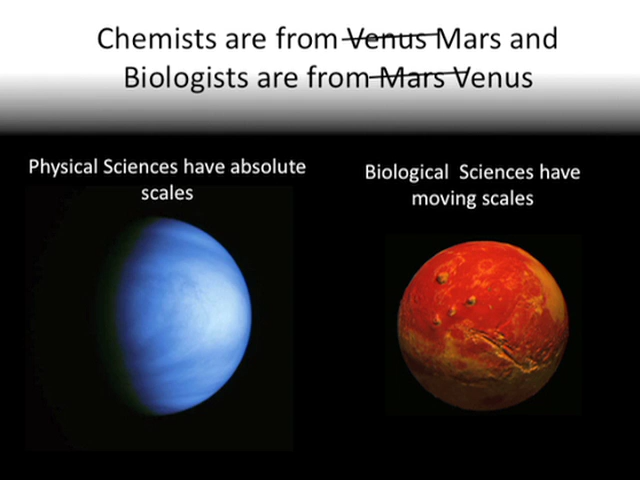 Chemists are from Venus Mars and
Biologists are from Mars Venus
Physical Sciences have absolute
scales
Biological Sciences have
moving scales